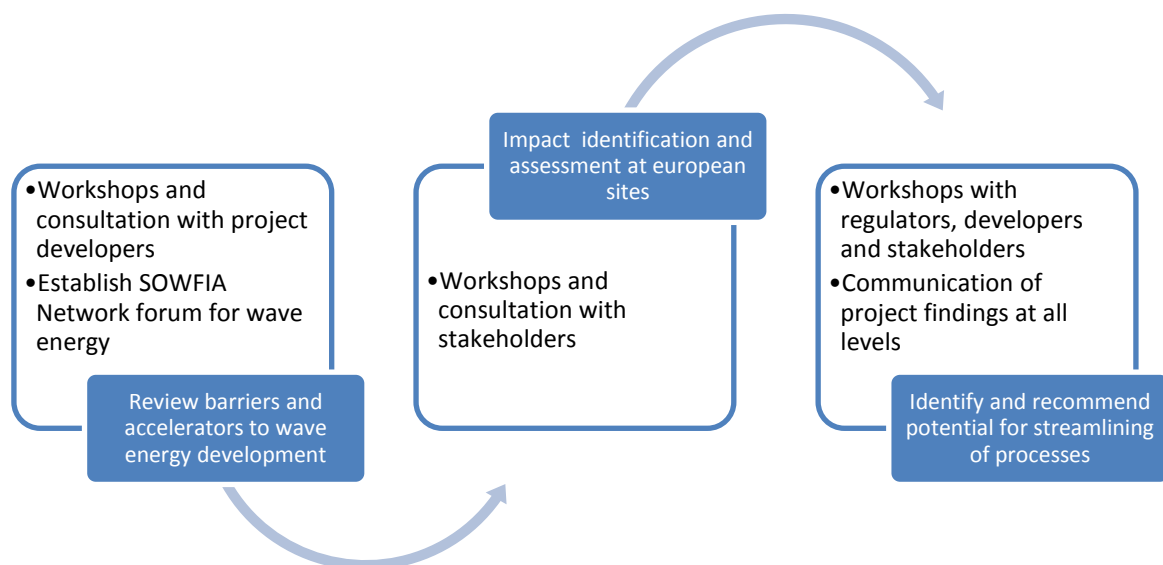 •Workshops and
consultation with project
developers
•Establish SOWFIA
Network forum for wave
energy
Review barriers and
accelerators to wave
energy development
Impact identification and
assessment at european
sites
•Workshops and
consultation with
stakeholders
•Workshops with
regulators, developers
and stakeholders
•Communication of
project findings at all
levels
Identify and recommend
potential for streamlining
of processes